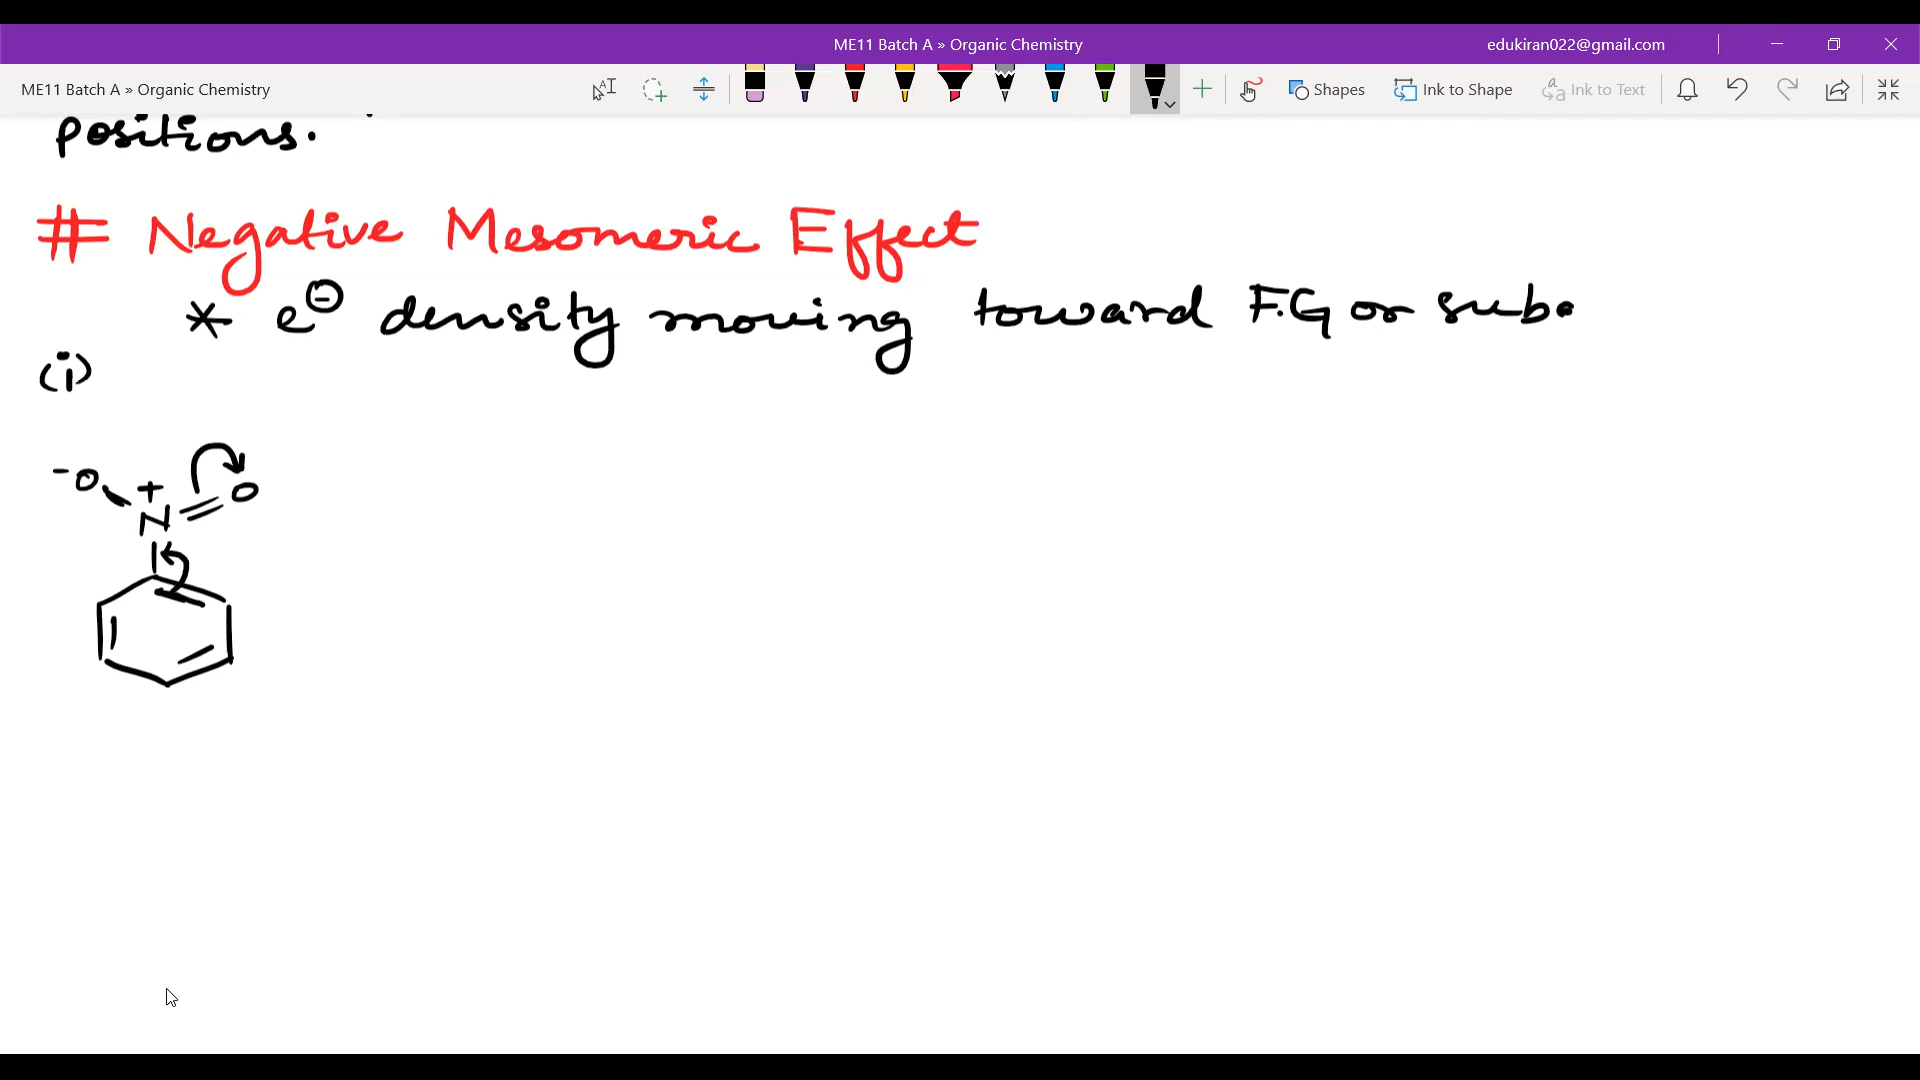 ME11 Batch A » Organic Chemistry
edukiran022@gmail.com
ME11 Batch A » Organic Chemistry
Shapes
Ink to Shape
Ink to Text
positions.
# Negative Mesomeric Effect
* e⊖ density moving toward F.G or subs
(i)
-O
+
N
O